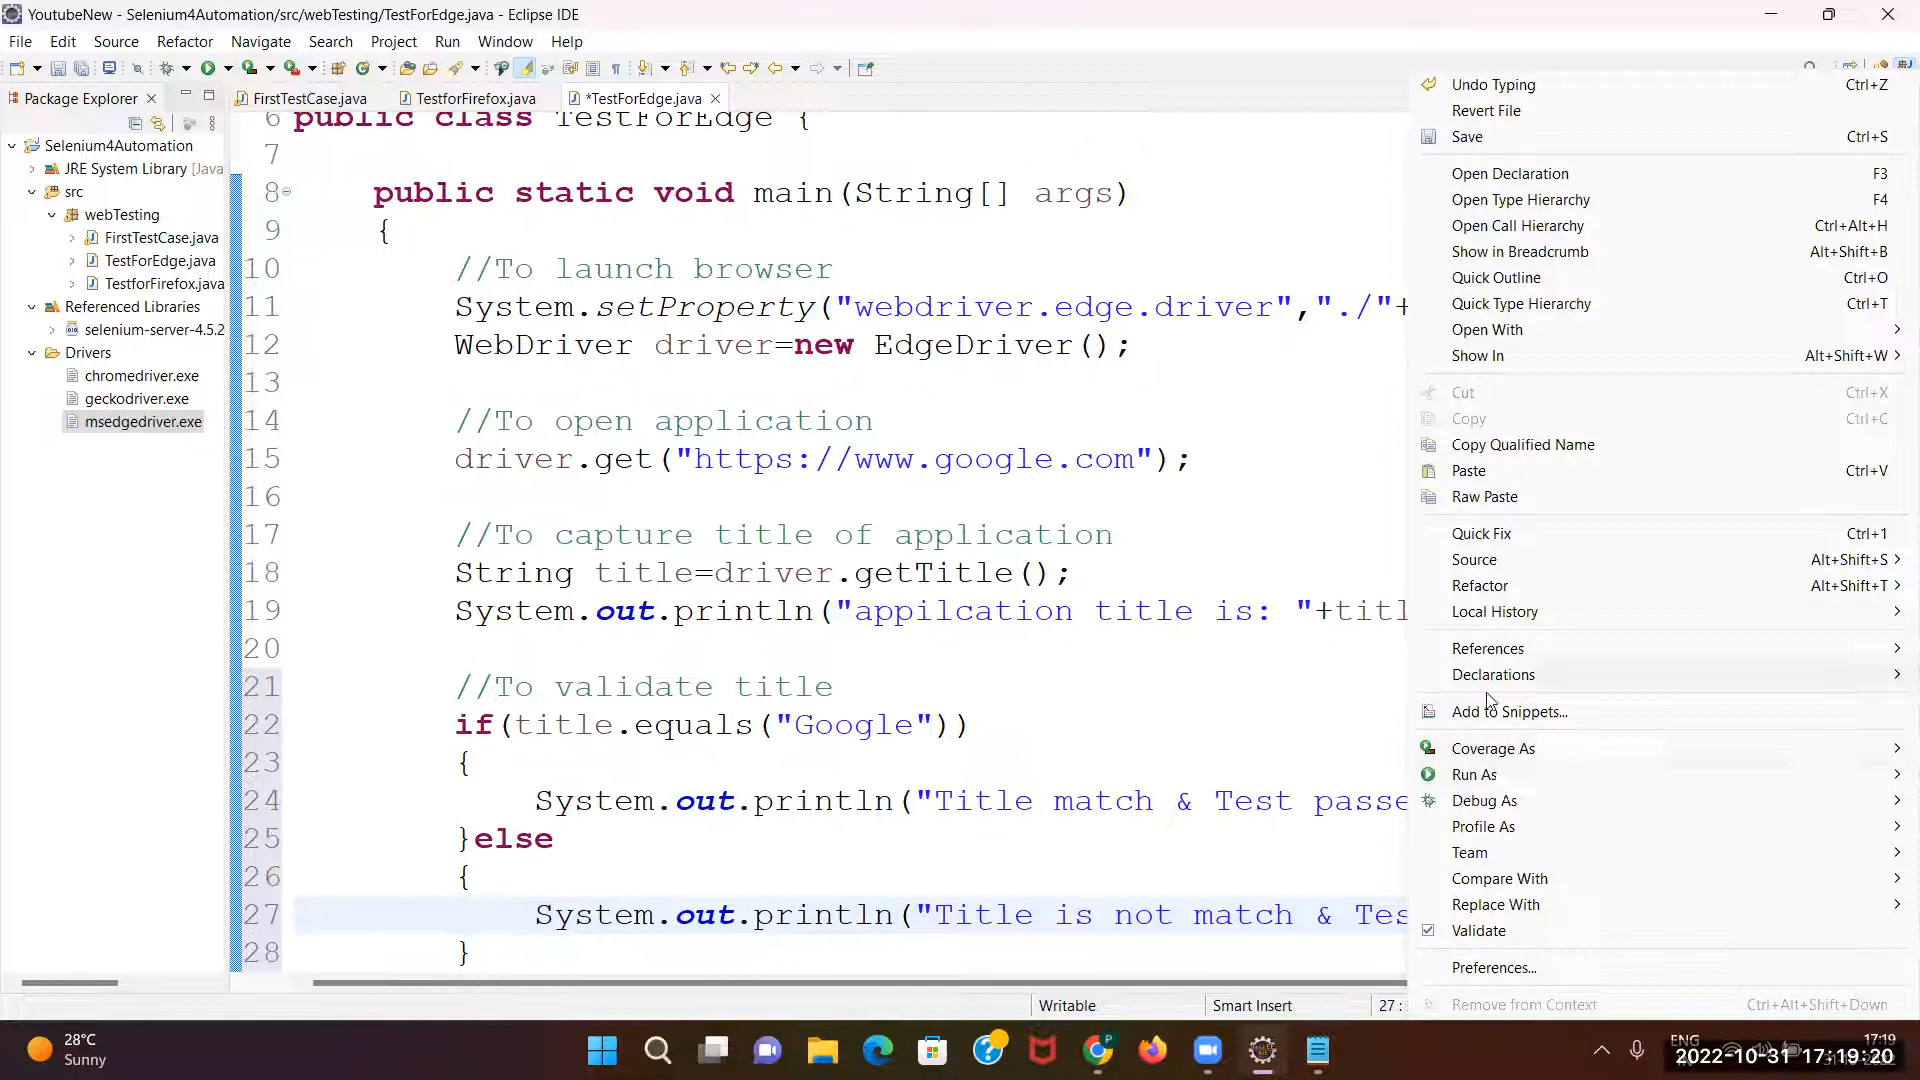 YoutubeNew - Selenium4Automation/src/webTesting/TestForEdge.java - Eclipse IDE
File Edit Source Refactor Navigate Search Project Run Window Help
Package Explorer
FirstTestCase.java TestforFirefox.java *TestForEdge.java
Selenium4Automation
JRE System Library [Java
src
webTesting
FirstTestCase.java
TestForEdge.java
TestforFirefox.java
Referenced Libraries
selenium-server-4.5.2
Drivers
chromedriver.exe
geckodriver.exe
msedgedriver.exe
6 public class TestForEdge {
7
8 public static void main(String[] args)
9 {
10 //To launch browser
11 System.setProperty("webdriver.edge.driver","./"+
12 WebDriver driver=new EdgeDriver();
13
14 //To open application
15 driver.get("https://www.google.com");
16
17 //To capture title of application
18 String title=driver.getTitle();
19 System.out.println("appilcation title is: "+titl
20
21 //To validate title
22 if(title.equals("Google"))
23 {
24 System.out.println("Title match & Test passe
25 }else
26 {
27 System.out.println("Title is not match & Tes
28 }
Undo Typing Ctrl+Z
Revert File
Save Ctrl+S
Open Declaration F3
Open Type Hierarchy F4
Open Call Hierarchy Ctrl+Alt+H
Show in Breadcrumb Alt+Shift+B
Quick Outline Ctrl+O
Quick Type Hierarchy Ctrl+T
Open With
Show In Alt+Shift+W
Cut Ctrl+X
Copy Ctrl+C
Copy Qualified Name
Paste Ctrl+V
Raw Paste
Quick Fix Ctrl+1
Source Alt+Shift+S
Refactor Alt+Shift+T
Local History
References
Declarations
Add to Snippets...
Coverage As
Run As
Debug As
Profile As
Team
Compare With
Replace With
Validate
Preferences...
Remove from Context Ctrl+Alt+Shift+Down
Writable Smart Insert 27 :
28°C
Sunny
ENG
17:19
2022-10-31 17:19:20